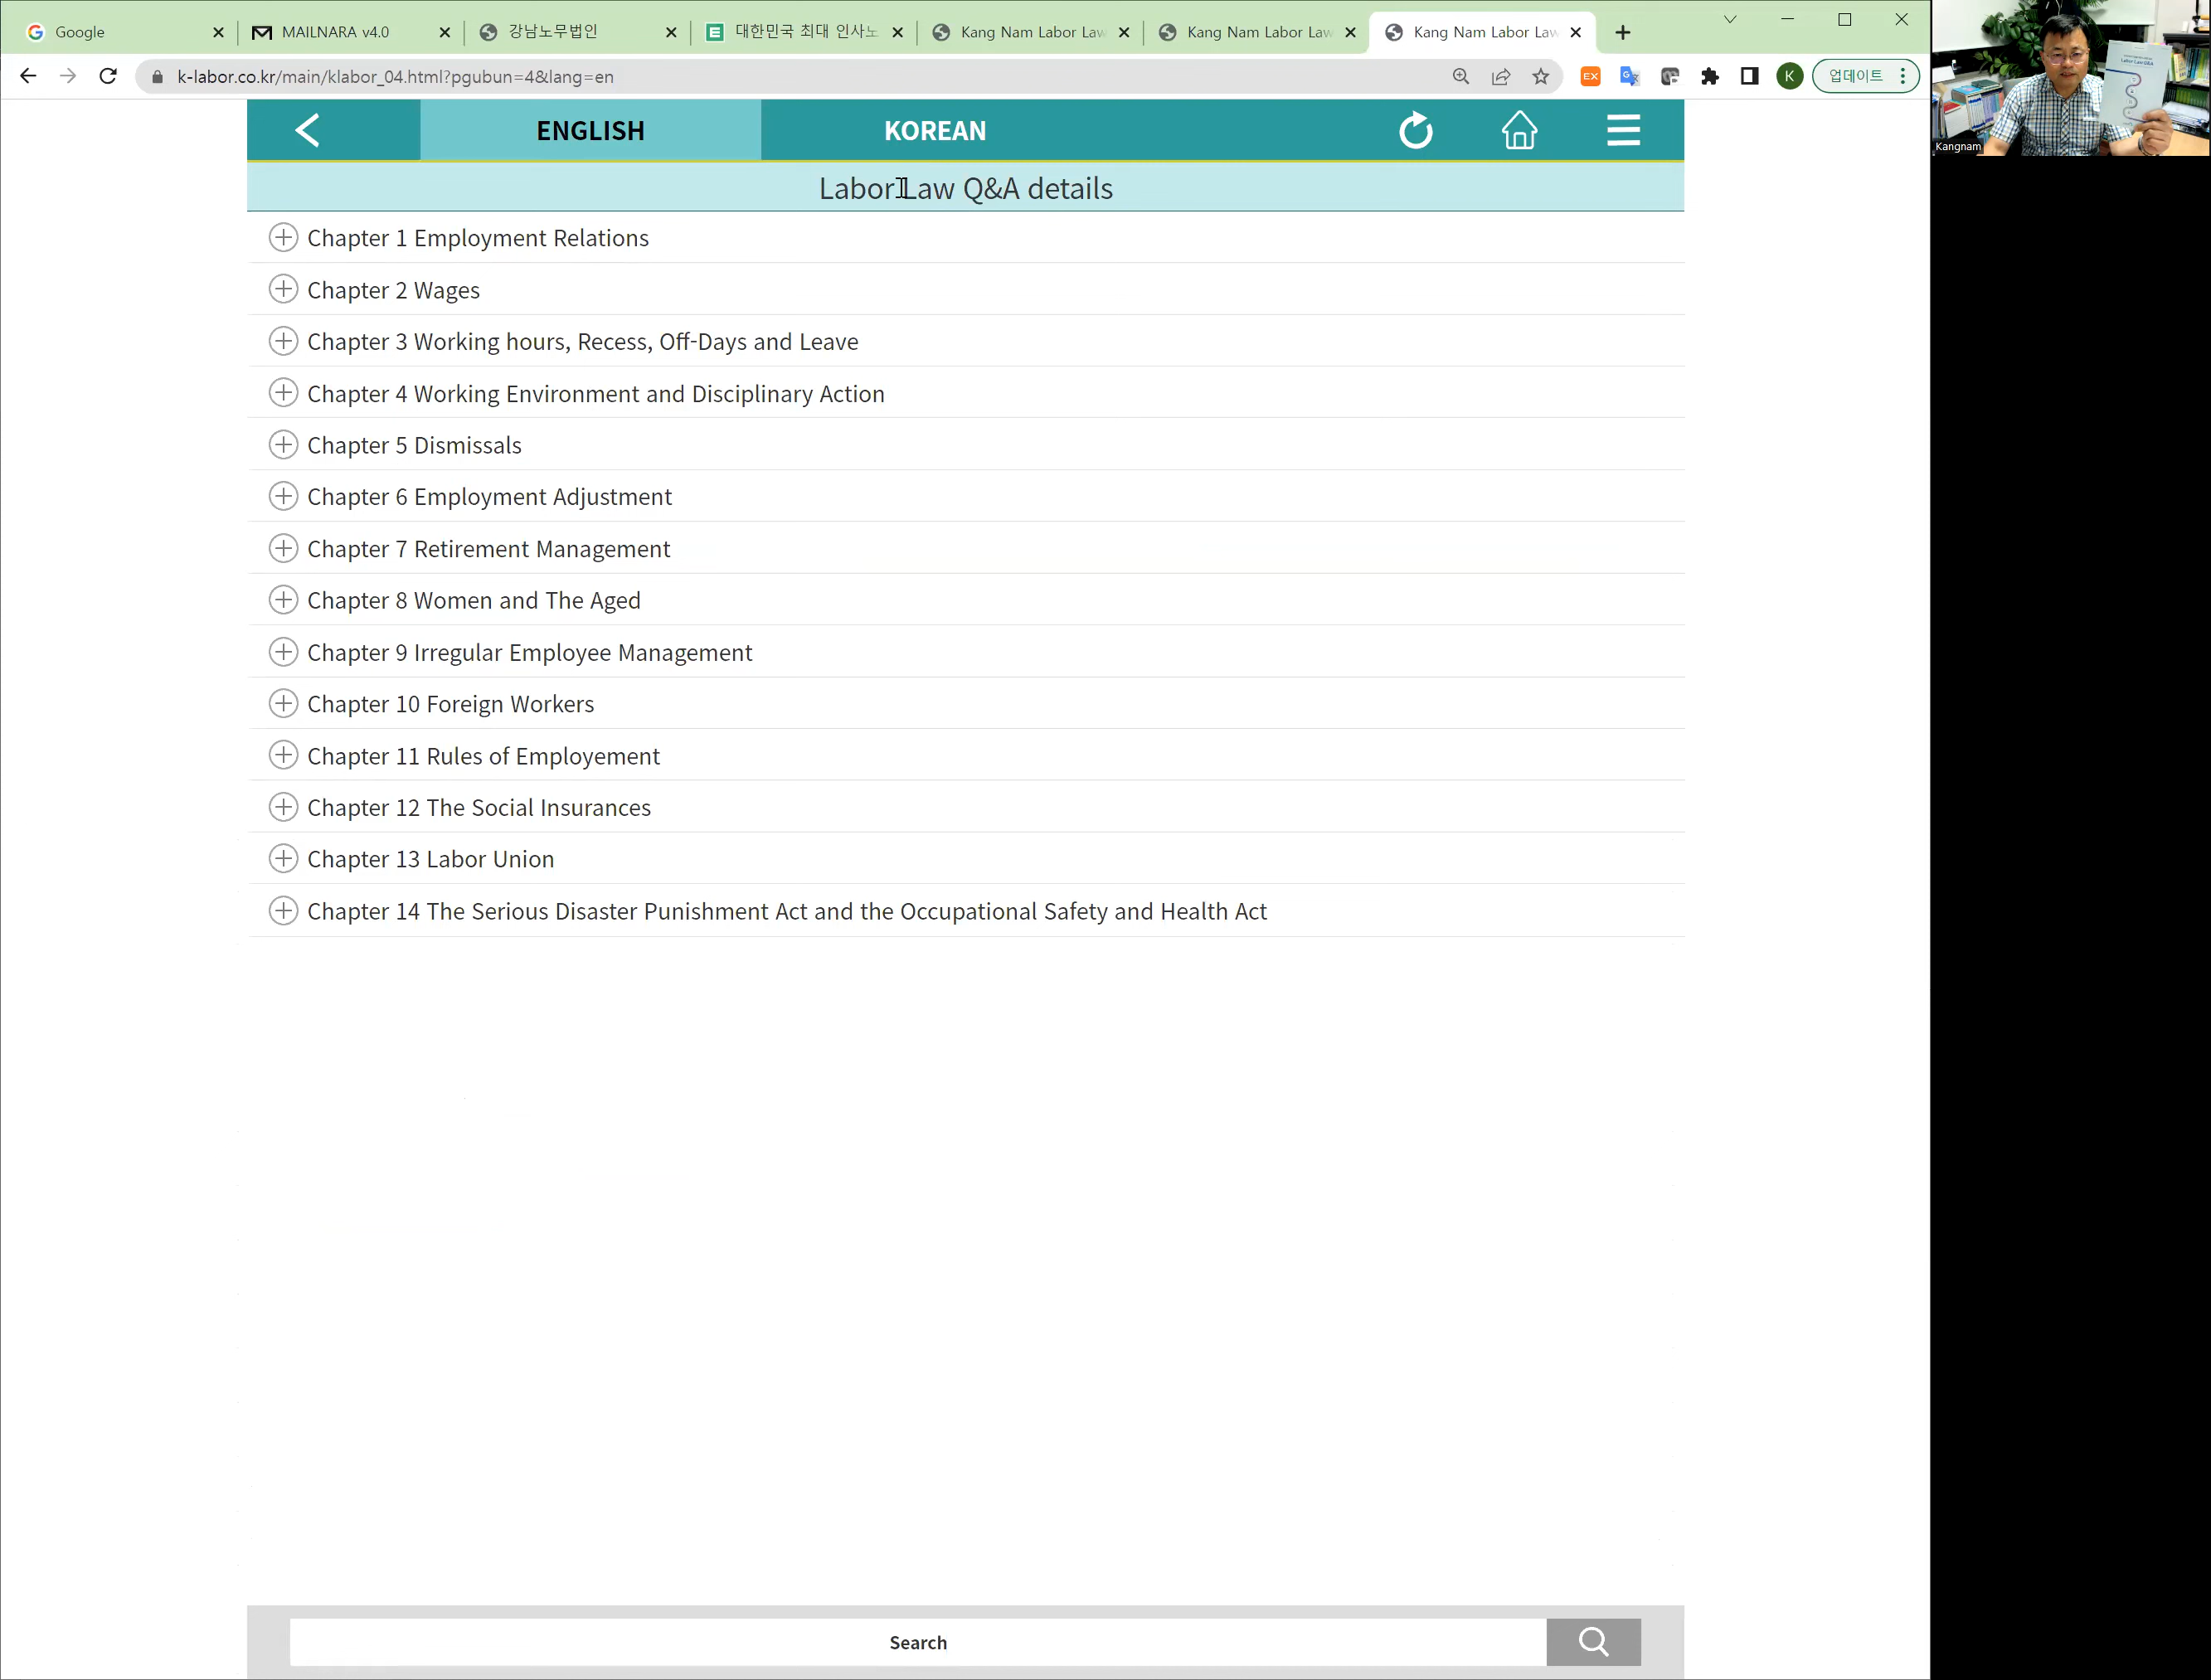 Google
MAILNARA v4.0
강남노무법인
대한민국 최대 인사노
Kang Nam Labor Law
Kang Nam Labor Law
Kang Nam Labor Law
k-labor.co.kr/main/klabor_04.html?pgubun=4&lang=en
EX
K
업데이트
Kangnam
Labor Law Q&A
ENGLISH
KOREAN
Labor Law Q&A details
Chapter 1 Employment Relations
Chapter 2 Wages
Chapter 3 Working hours, Recess, Off-Days and Leave
Chapter 4 Working Environment and Disciplinary Action
Chapter 5 Dismissals
Chapter 6 Employment Adjustment
Chapter 7 Retirement Management
Chapter 8 Women and The Aged
Chapter 9 Irregular Employee Management
Chapter 10 Foreign Workers
Chapter 11 Rules of Employement
Chapter 12 The Social Insurances
Chapter 13 Labor Union
Chapter 14 The Serious Disaster Punishment Act and the Occupational Safety and Health Act
Search